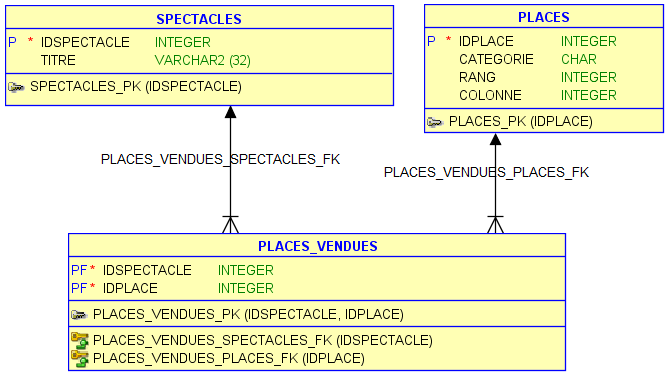 SPECTACLES
P * IDSPECTACLE INTEGER
TITRE VARCHAR2 (32)
SPECTACLES_PK (IDSPECTACLE)
PLACES
P * IDPLACE INTEGER
CATEGORIE CHAR
RANG INTEGER
COLONNE INTEGER
PLACES_PK (IDPLACE)
PLACES_VENDUES_SPECTACLES_FK
PLACES_VENDUES_PLACES_FK
PLACES_VENDUES
PF* IDSPECTACLE INTEGER
PF* IDPLACE INTEGER
PLACES_VENDUES_PK (IDSPECTACLE, IDPLACE)
PLACES_VENDUES_SPECTACLES_FK (IDSPECTACLE)
PLACES_VENDUES_PLACES_FK (IDPLACE)